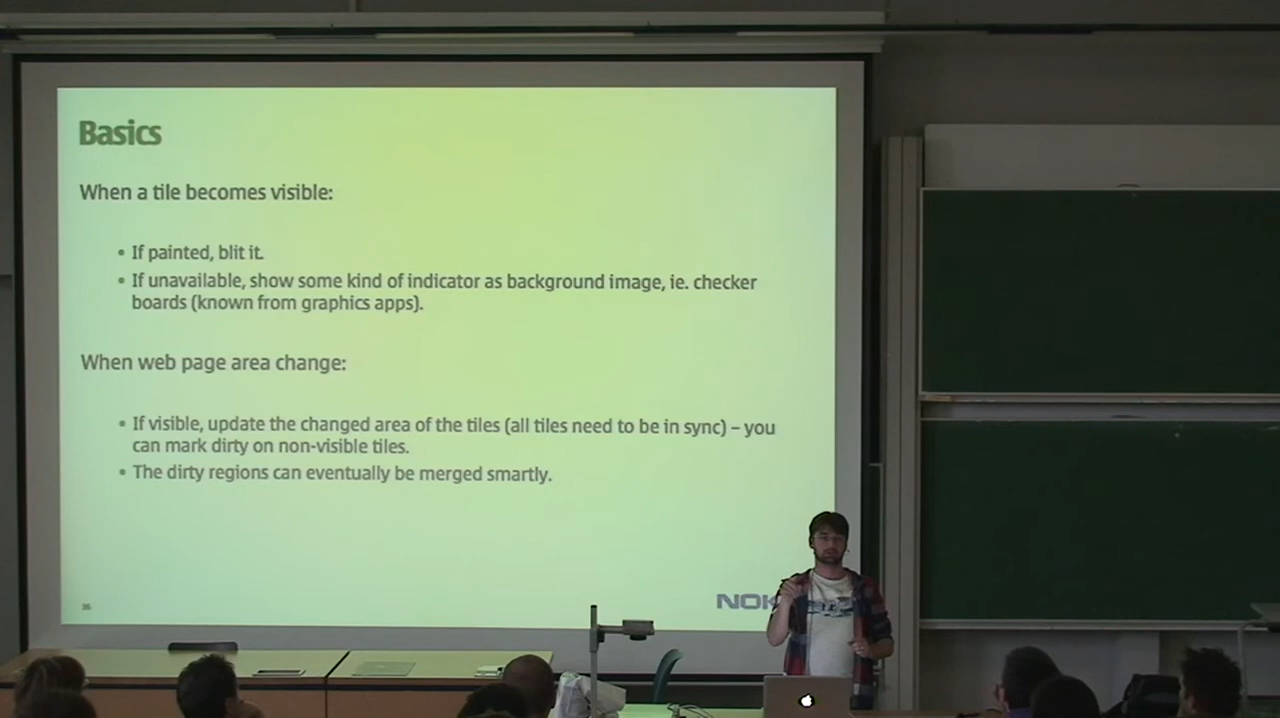 Basics
When a tile becomes visible:
• If painted, blit it.
• If unavailable, show some kind of indicator as background image, ie. checker
boards (known from graphics apps).
When web page area change:
• If visible, update the changed area of the tiles (all tiles need to be in sync) – you
can mark dirty on non-visible tiles.
• The dirty regions can eventually be merged smartly.
NOK